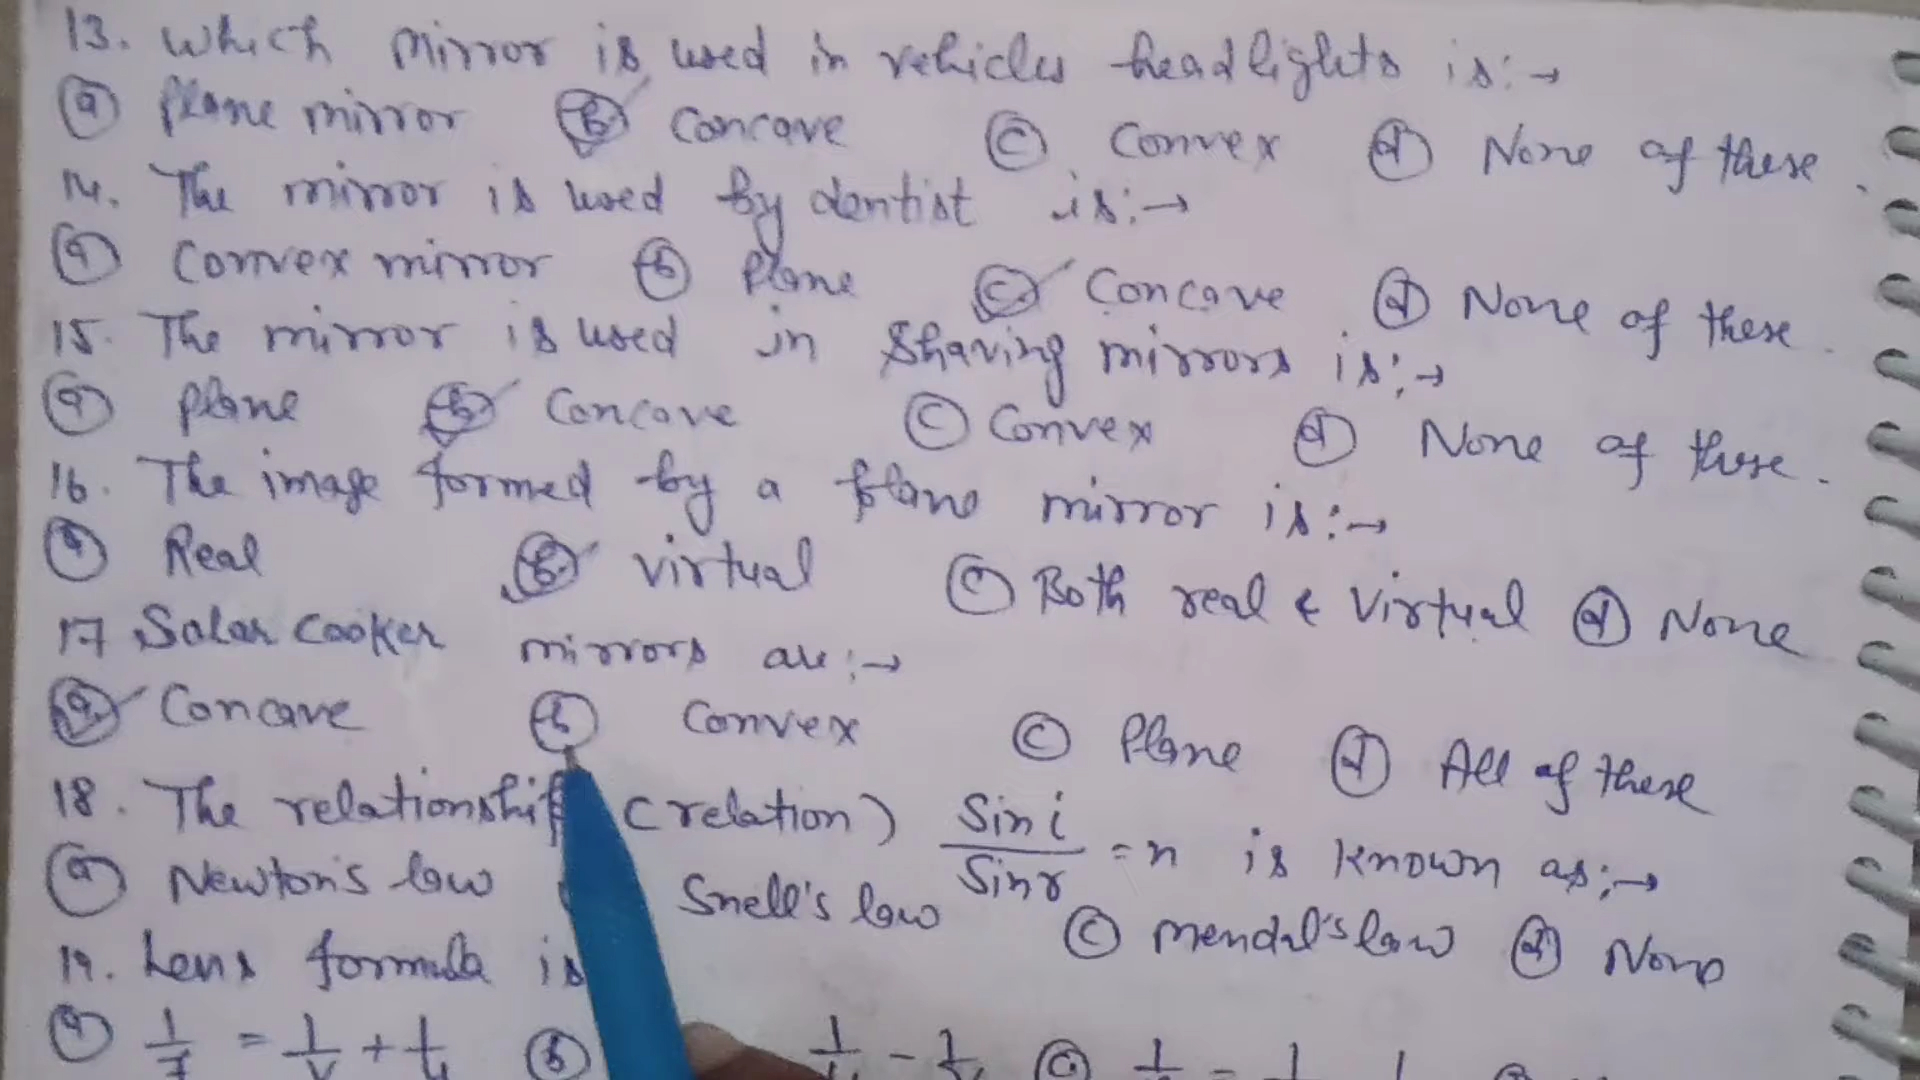 13. Which mirror is used in vehicles headlights is:→
(a) Plane mirror (b) Concave (c) Convex (d) None of these.
14. The mirror is used by dentist is:→
(a) Convex mirror (b) Plane (c) Concave (d) None of these.
15. The mirror is used in Shaving mirrors is:→
(a) Plane (b) Concave (c) Convex (d) None of these.
16. The image formed by a plane mirror is:→
(a) Real (b) virtual (c) Both real & virtual (d) None
17 Solar cooker mirrors are:→
(a) Concave (b) Convex (c) Plane (d) All of these
18. The relationship (relation) Sin i / Sin r = n is known as:→
(a) Newton's law Snell's law (c) mendal's law (d) None
19. Lens formula is
(a) 1/f = 1/v + 1/u (b)